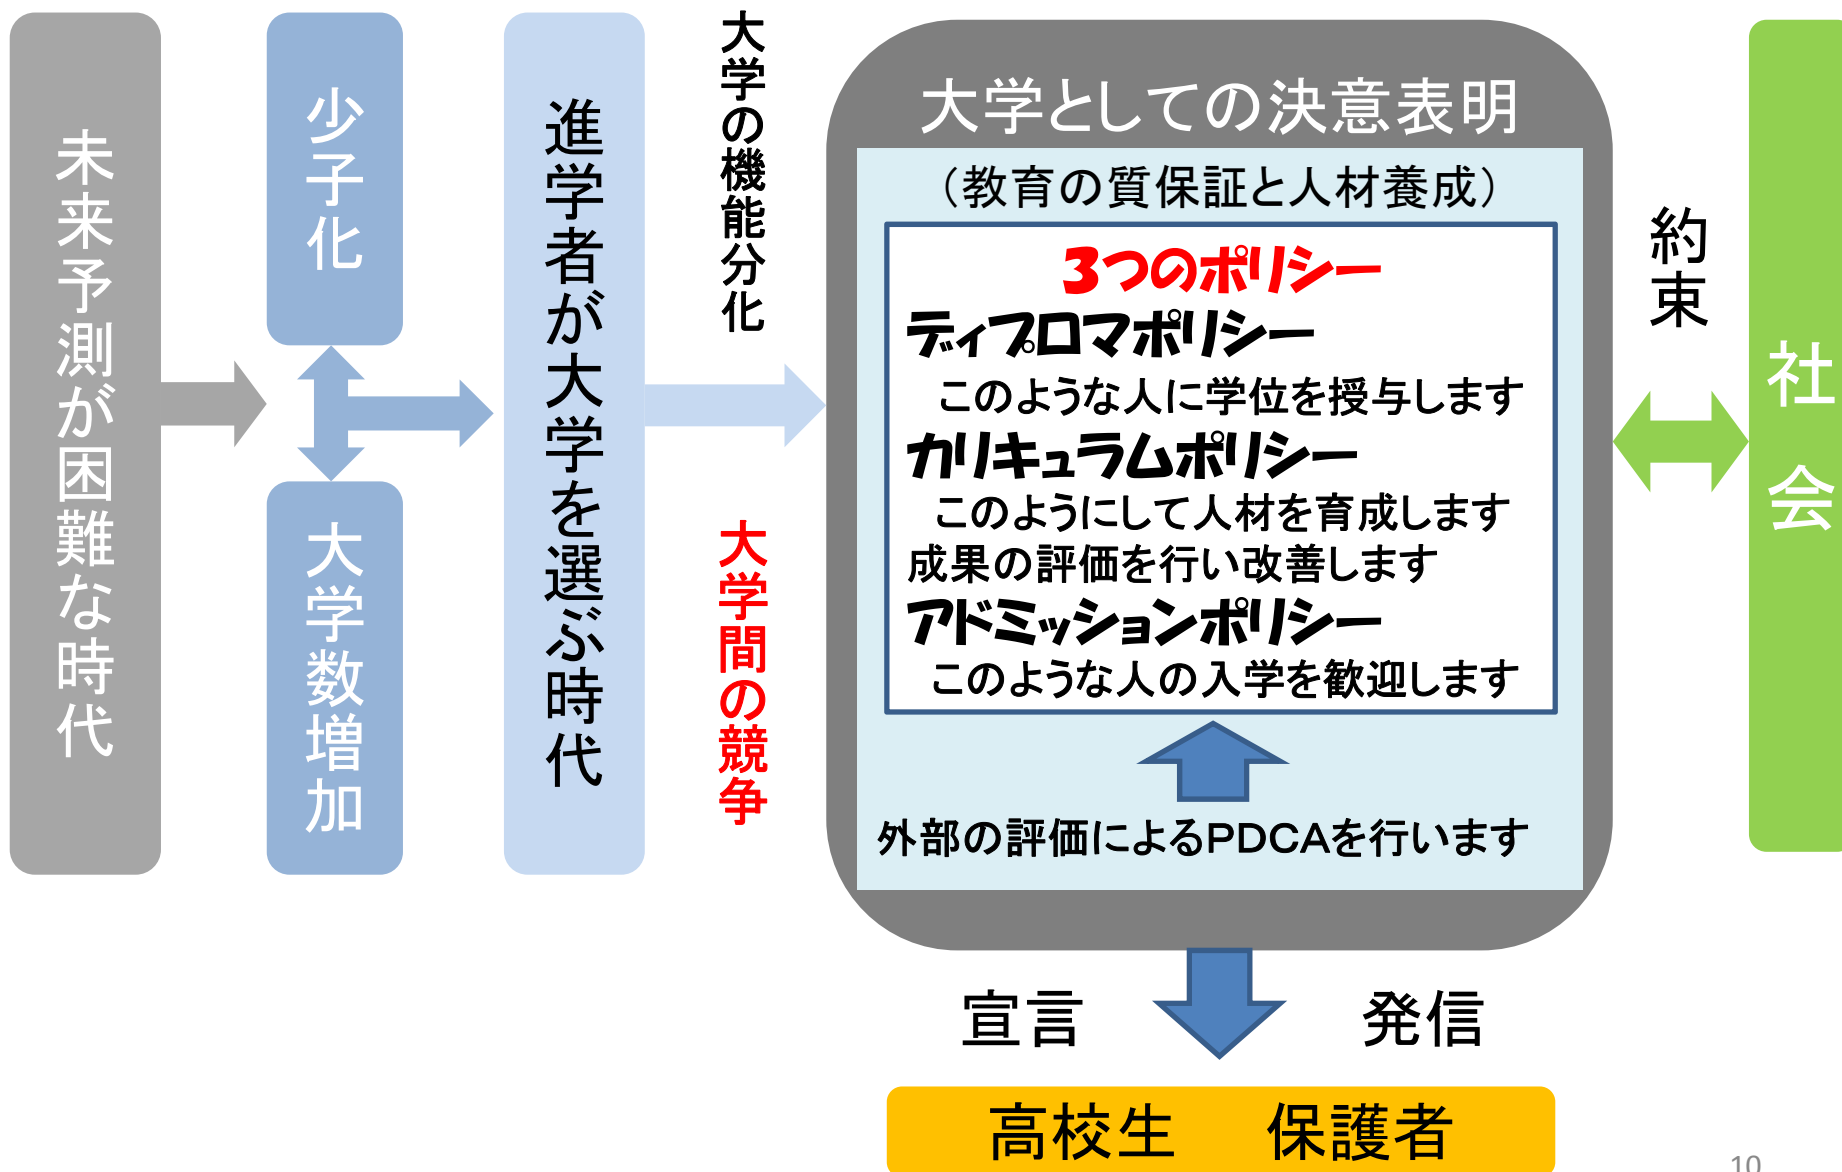 未来予測が困難な時代
少子化
大学数増加
進学者が大学を選ぶ時代
大学の機能分化
大学間の競争
大学としての決意表明
（教育の質保証と人材養成）
3つのポリシー
ディプロマポリシー
このような人に学位を授与します
カリキュラムポリシー
このようにして人材を育成します
成果の評価を行い改善します
アドミッションポリシー
このような人の入学を歓迎します
外部の評価によるPDCAを行います
約束
社会
宣言 発信
高校生 保護者
10